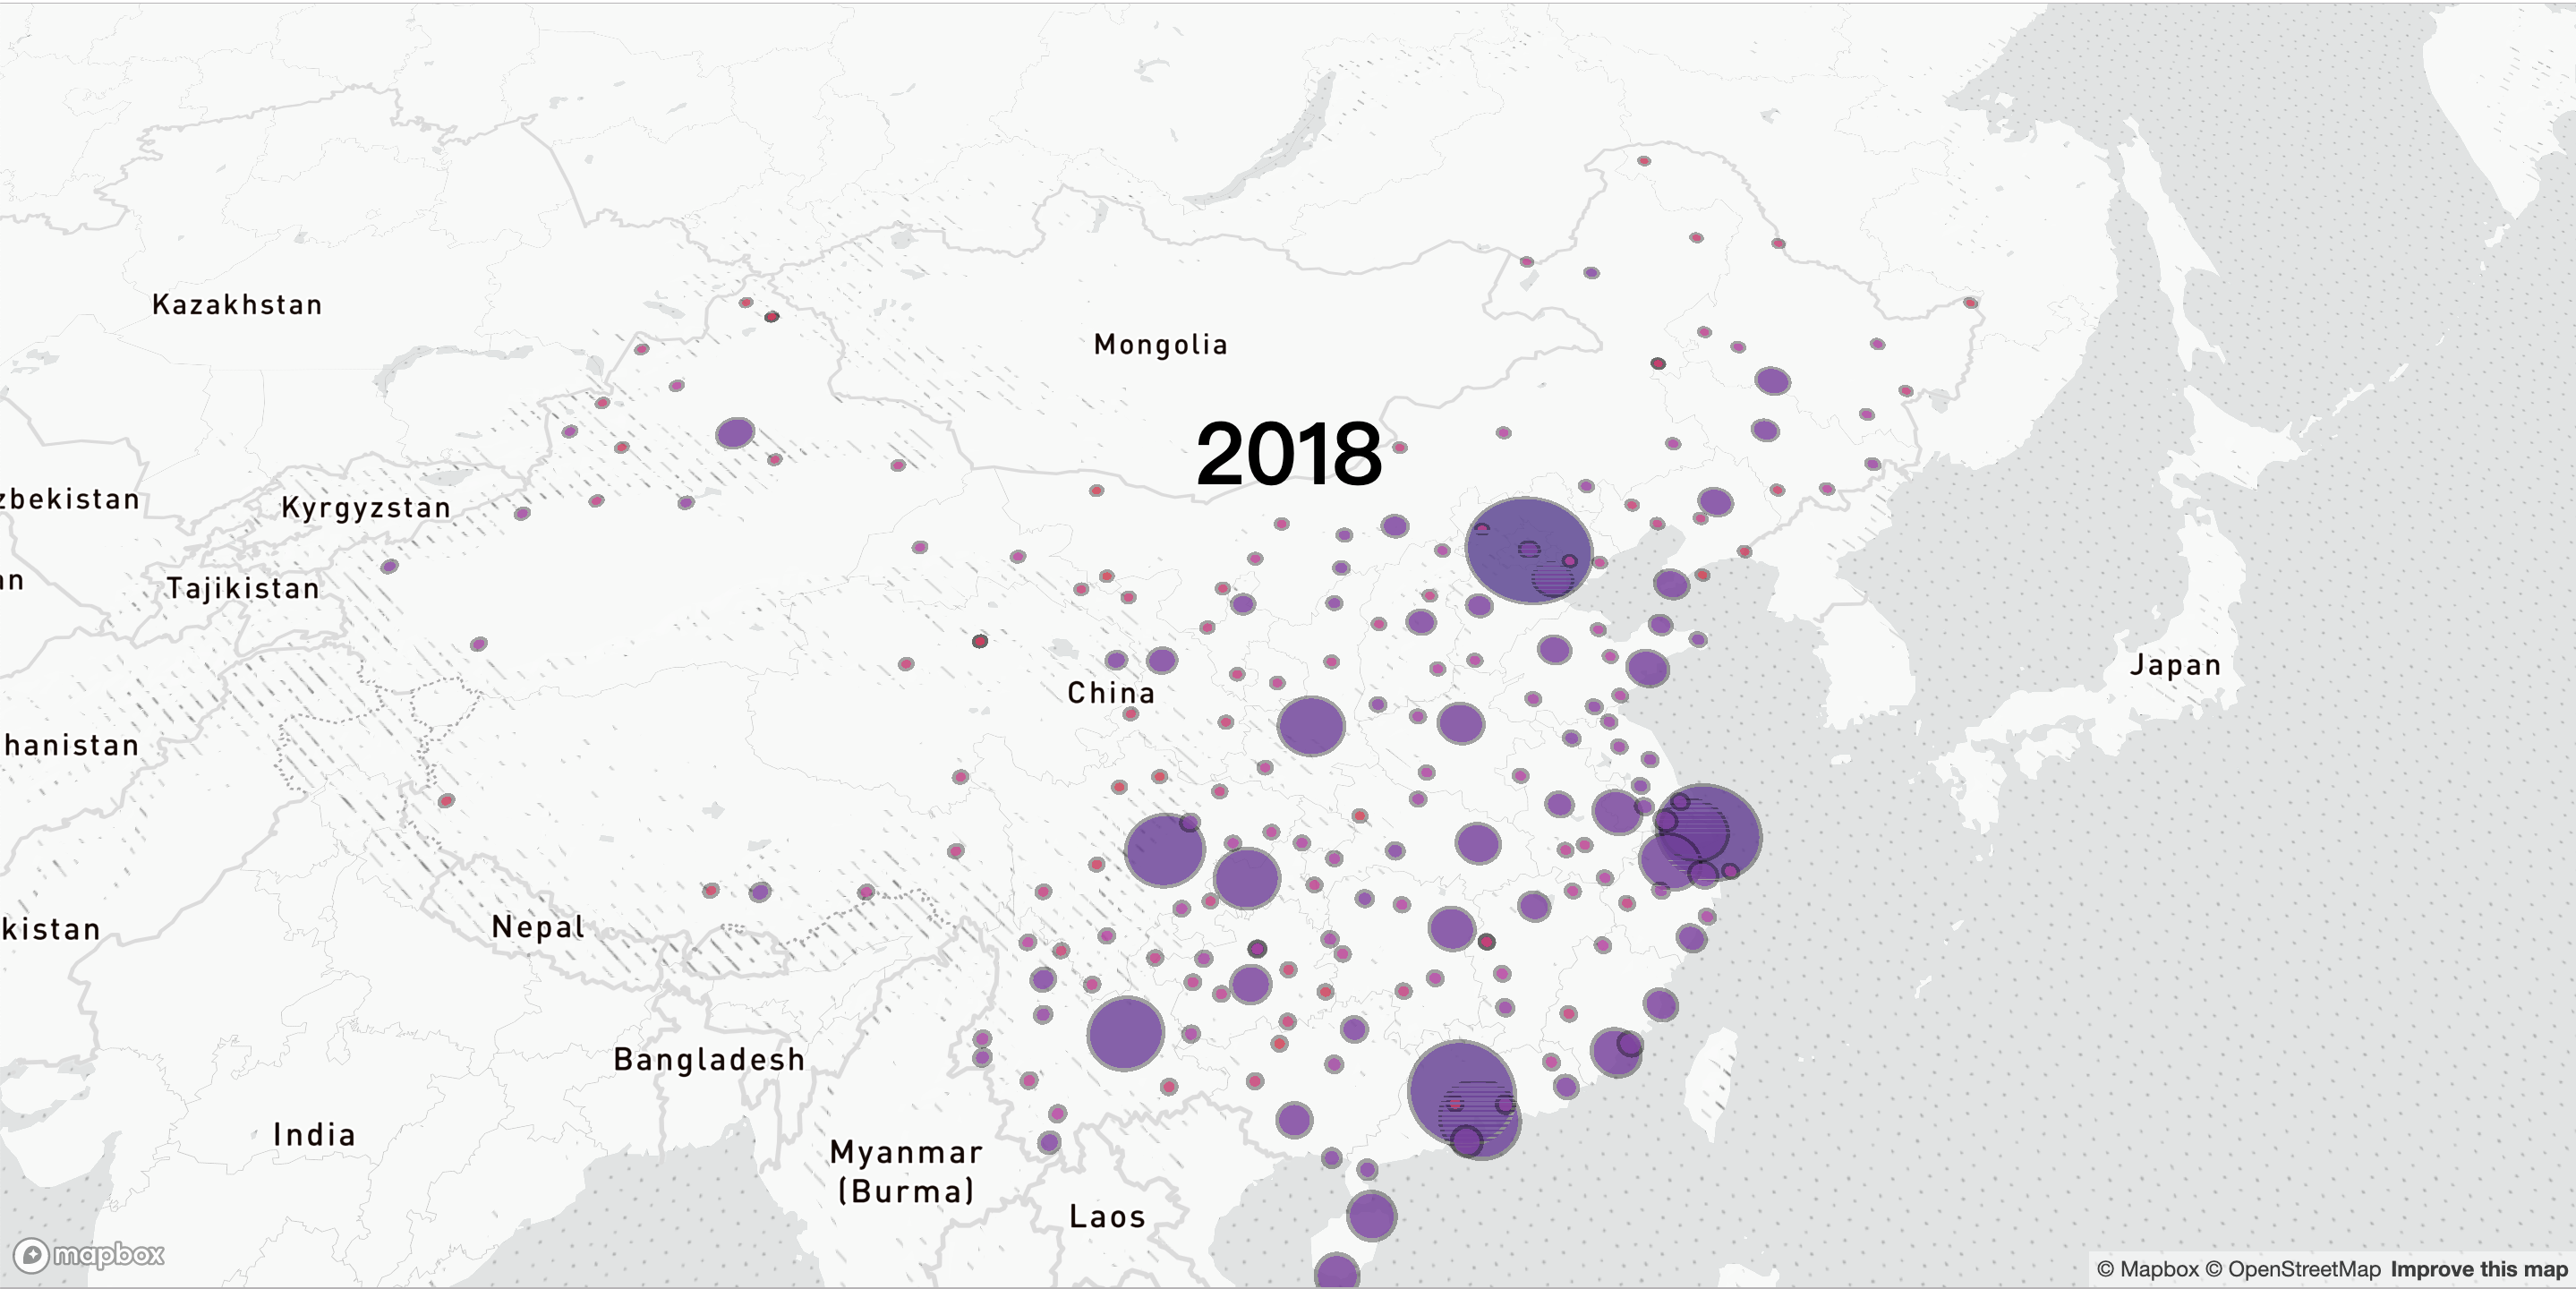 Kazakhstan
Mongolia
2018
zbekistan
Kyrgyzstan
an
Tajikistan
Japan
China
hanistan
Nepal
kistan
Bangladesh
India
Myanmar
(Burma)
Laos
mapbox
© Mapbox © OpenStreetMap Improve this map